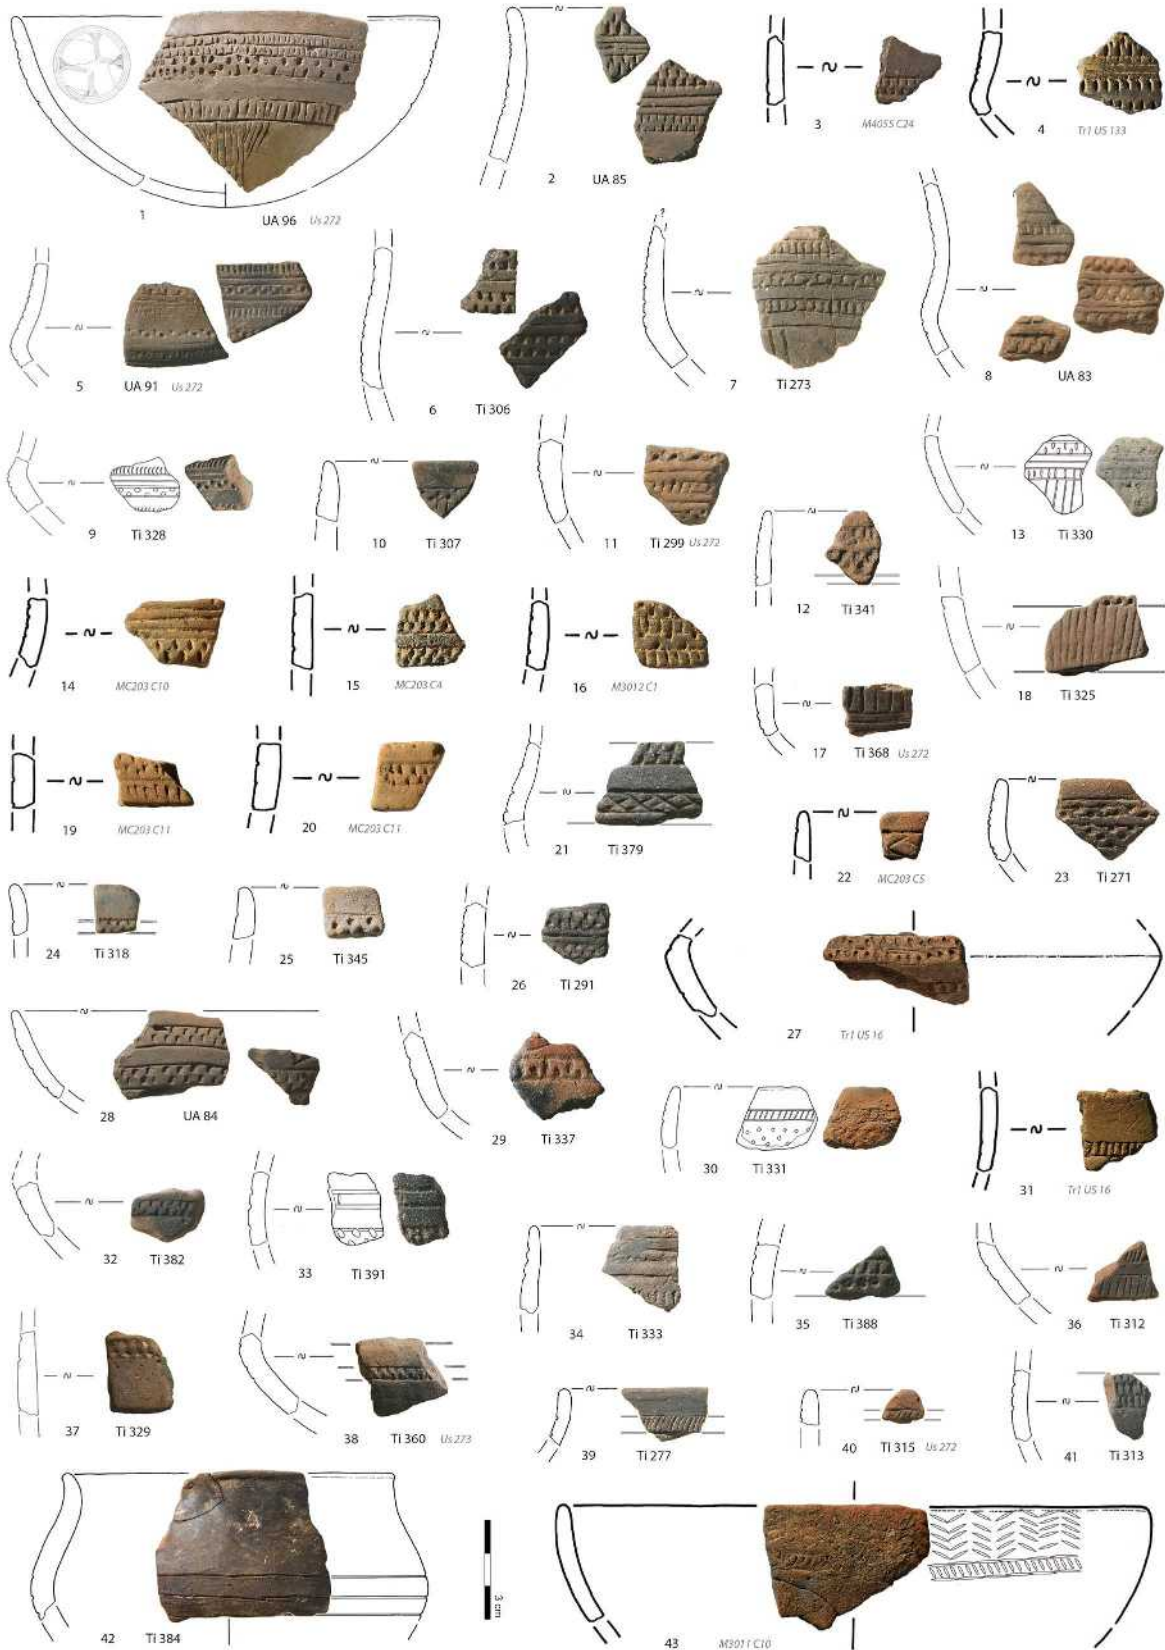 1 UA 96 Us 272
2 UA 85
3 M4055 C24
4 Tr1 US 133
5 UA 91 Us 272
6 Ti 306
7 Ti 273
8 UA 83
9 Ti 328
10 Ti 307
11 Ti 299 Us 272
12 Ti 341
13 Ti 330
14 MC203 C10
15 MC203 C4
16 M3012 C1
17 Ti 368 Us 272
18 Ti 325
19 MC203 C11
20 MC203 C11
21 Ti 379
22 MC203 C5
23 Ti 271
24 Ti 318
25 Ti 345
26 Ti 291
27 Tr1 US 16
28 UA 84
29 Ti 337
30 Ti 331
31 Tr1 US 16
32 Ti 382
33 Ti 391
34 Ti 333
35 Ti 388
36 Ti 312
37 Ti 329
38 Ti 360 Us 273
39 Ti 277
40 Ti 315 Us 272
41 Ti 313
42 Ti 384
3 cm
43 M3011 C10